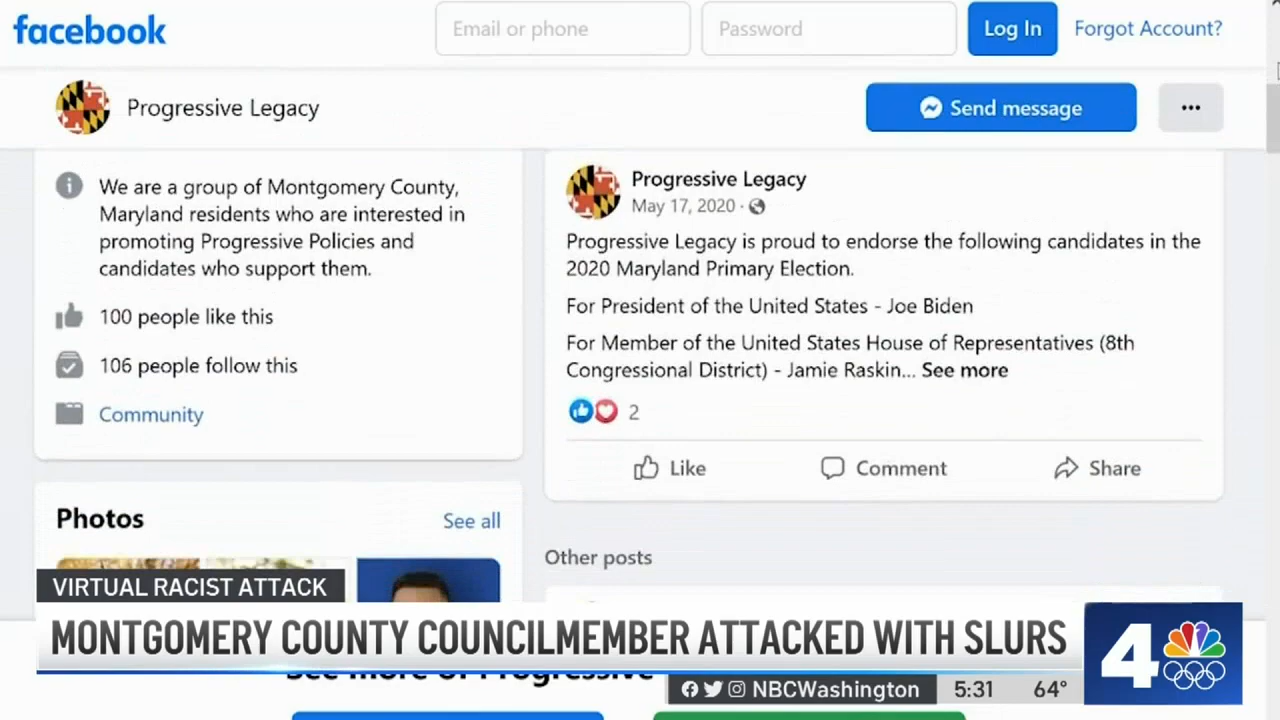 facebook
Email or phone
Password
Log In
Forgot Account?
Progressive Legacy
Send message
We are a group of Montgomery County,
Maryland residents who are interested in
promoting Progressive Policies and
candidates who support them.
100 people like this
106 people follow this
Community
Photos
See all
Progressive Legacy
May 17, 2020 ·
Progressive Legacy is proud to endorse the following candidates in the
2020 Maryland Primary Election.
For President of the United States - Joe Biden
For Member of the United States House of Representatives (8th
Congressional District) - Jamie Raskin... See more
2
Like
Comment
Share
Other posts
VIRTUAL RACIST ATTACK
MONTGOMERY COUNTY COUNCILMEMBER ATTACKED WITH SLURS
4
See more of Progressive
NBCWashington
5:31
64°